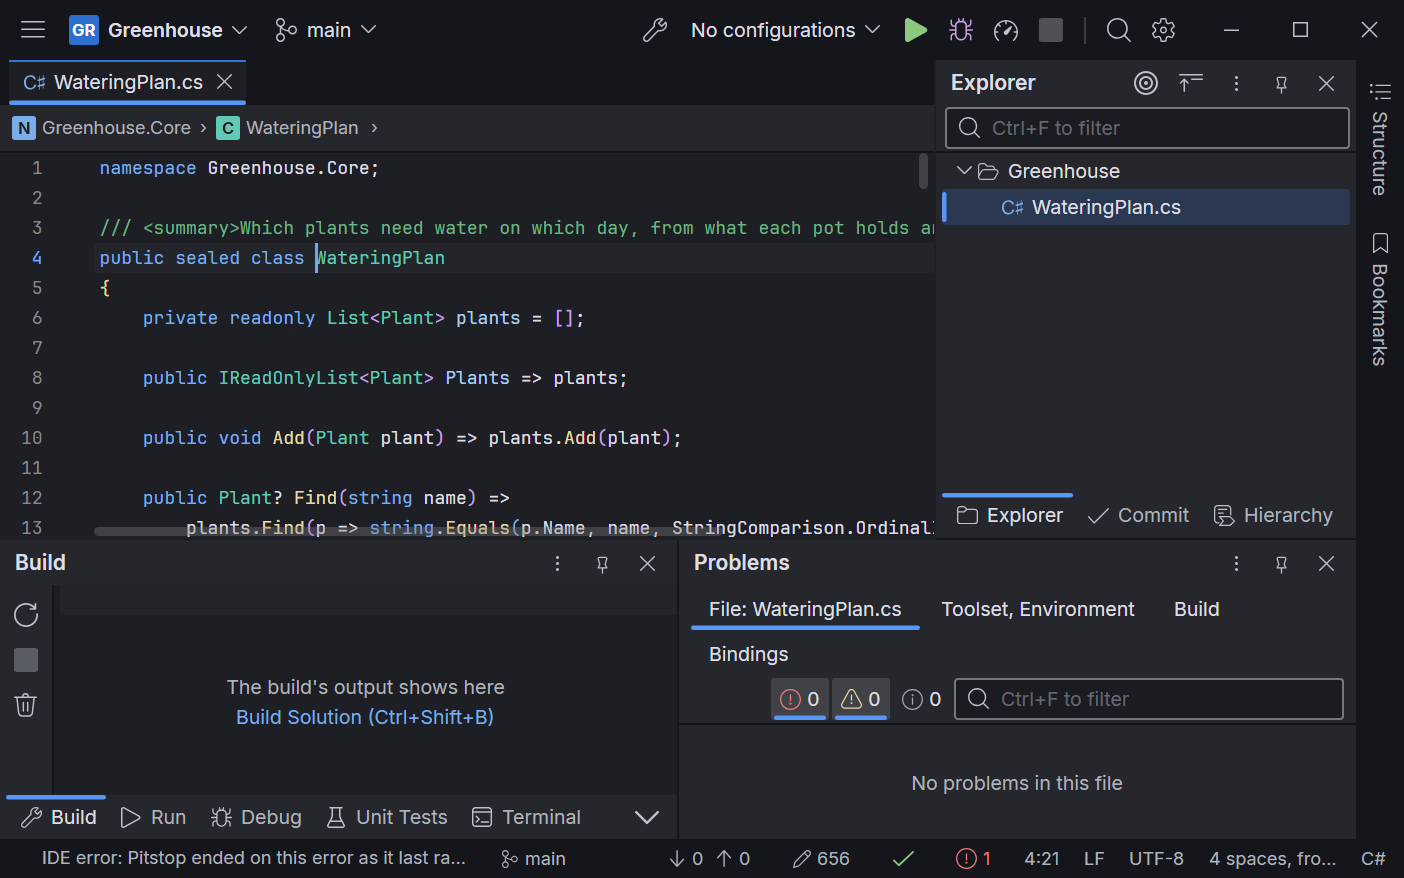 GR Greenhouse main No configurations
C# WateringPlan.cs
N Greenhouse.Core › C WateringPlan ›
1 namespace Greenhouse.Core;
2
3 /// <summary>Which plants need water on which day, from what each pot holds a
4 public sealed class WateringPlan
5 {
6 private readonly List<Plant> plants = [];
7
8 public IReadOnlyList<Plant> Plants => plants;
9
10 public void Add(Plant plant) => plants.Add(plant);
11
12 public Plant? Find(string name) =>
13 plants.Find(p => string.Equals(p.Name, name, StringComparison.Ordinal
Explorer
Ctrl+F to filter
Greenhouse
C# WateringPlan.cs
Explorer Commit Hierarchy
Structure
Bookmarks
Build
The build's output shows here
Build Solution (Ctrl+Shift+B)
Build Run Debug Unit Tests Terminal
Problems
File: WateringPlan.cs Toolset, Environment Build
Bindings
0 0 0 Ctrl+F to filter
No problems in this file
IDE error: Pitstop ended on this error as it last ra... main 0 0 656 1 4:21 LF UTF-8 4 spaces, fro... C#